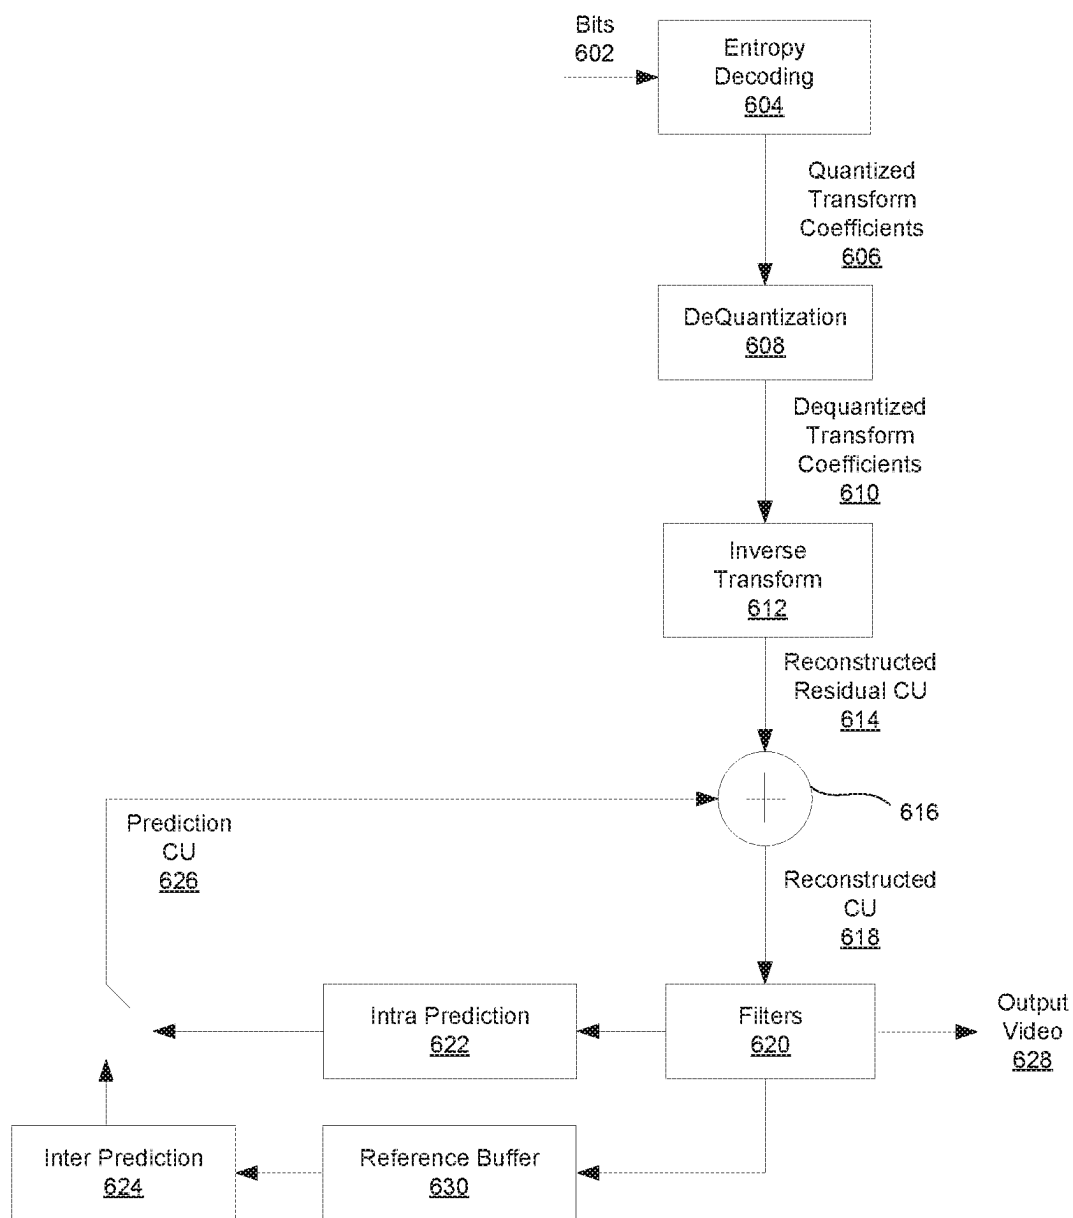 Bits
602
Entropy
Decoding
604
Quantized
Transform
Coefficients
606
DeQuantization
608
Dequantized
Transform
Coefficients
610
Inverse
Transform
612
Reconstructed
Residual CU
614
616
Prediction
CU
626
Reconstructed
CU
618
Intra Prediction
622
Filters
620
Output
Video
628
Inter Prediction
624
Reference Buffer
630